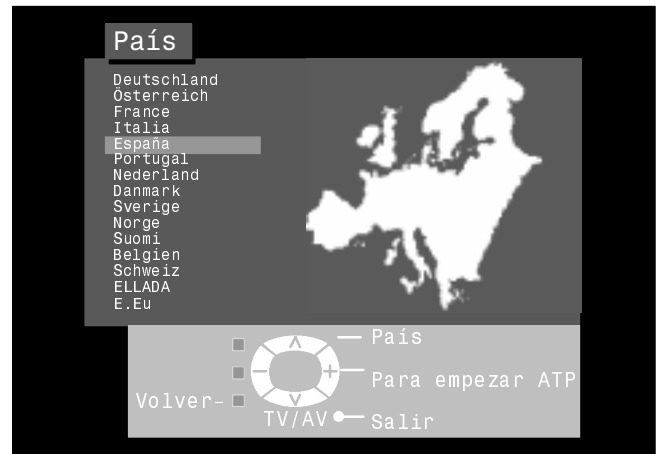 País
Deutschland
Österreich
France
Italia
España
Portugal
Nederland
Danmark
Sverige
Norge
Suomi
Belgien
Schweiz
ELLADA
E.Eu
País
Para empezar ATP
Volver
TV/AV Salir